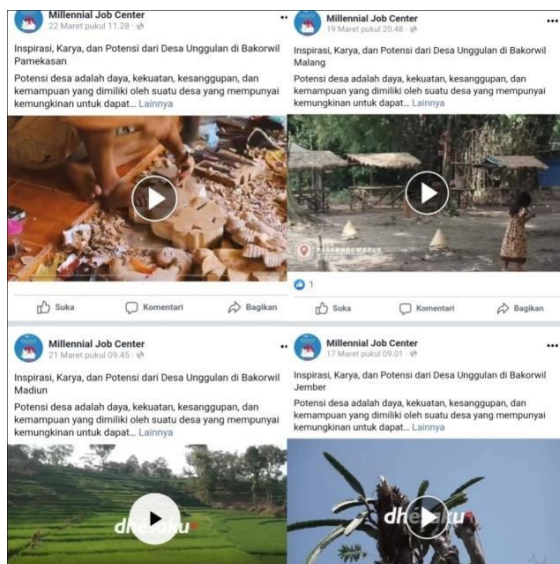 Millennial Job Center
22 Maret pukul 11.28
Inspirasi, Karya, dan Potensi dari Desa Unggulan di Bakorwil
Pamekasan
Potensi desa adalah daya, kekuatan, kesanggupan, dan
kemampuan yang dimiliki oleh suatu desa yang mempunyai
kemungkinan untuk dapat... Lainnya
Suka Komentari Bagikan
Millennial Job Center
19 Maret pukul 20.48
Inspirasi, Karya, dan Potensi dari Desa Unggulan di Bakorwil
Malang
Potensi desa adalah daya, kekuatan, kesanggupan, dan
kemampuan yang dimiliki oleh suatu desa yang mempunyai
kemungkinan untuk dapat... Lainnya
1
Suka Komentari Bagikan
Millennial Job Center
21 Maret pukul 09.45
Inspirasi, Karya, dan Potensi dari Desa Unggulan di Bakorwil
Madiun
Potensi desa adalah daya, kekuatan, kesanggupan, dan
kemampuan yang dimiliki oleh suatu desa yang mempunyai
kemungkinan untuk dapat... Lainnya
dhesaku
Millennial Job Center
17 Maret pukul 09.01
Inspirasi, Karya, dan Potensi dari Desa Unggulan di Bakorwil
Jember
Potensi desa adalah daya, kekuatan, kesanggupan, dan
kemampuan yang dimiliki oleh suatu desa yang mempunyai
kemungkinan untuk dapat... Lainnya
dhesaku